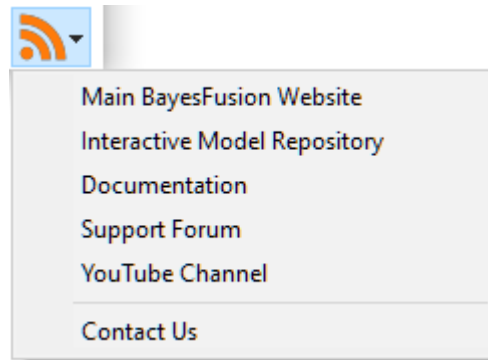 Main BayesFusion Website
Interactive Model Repository
Documentation
Support Forum
YouTube Channel
Contact Us